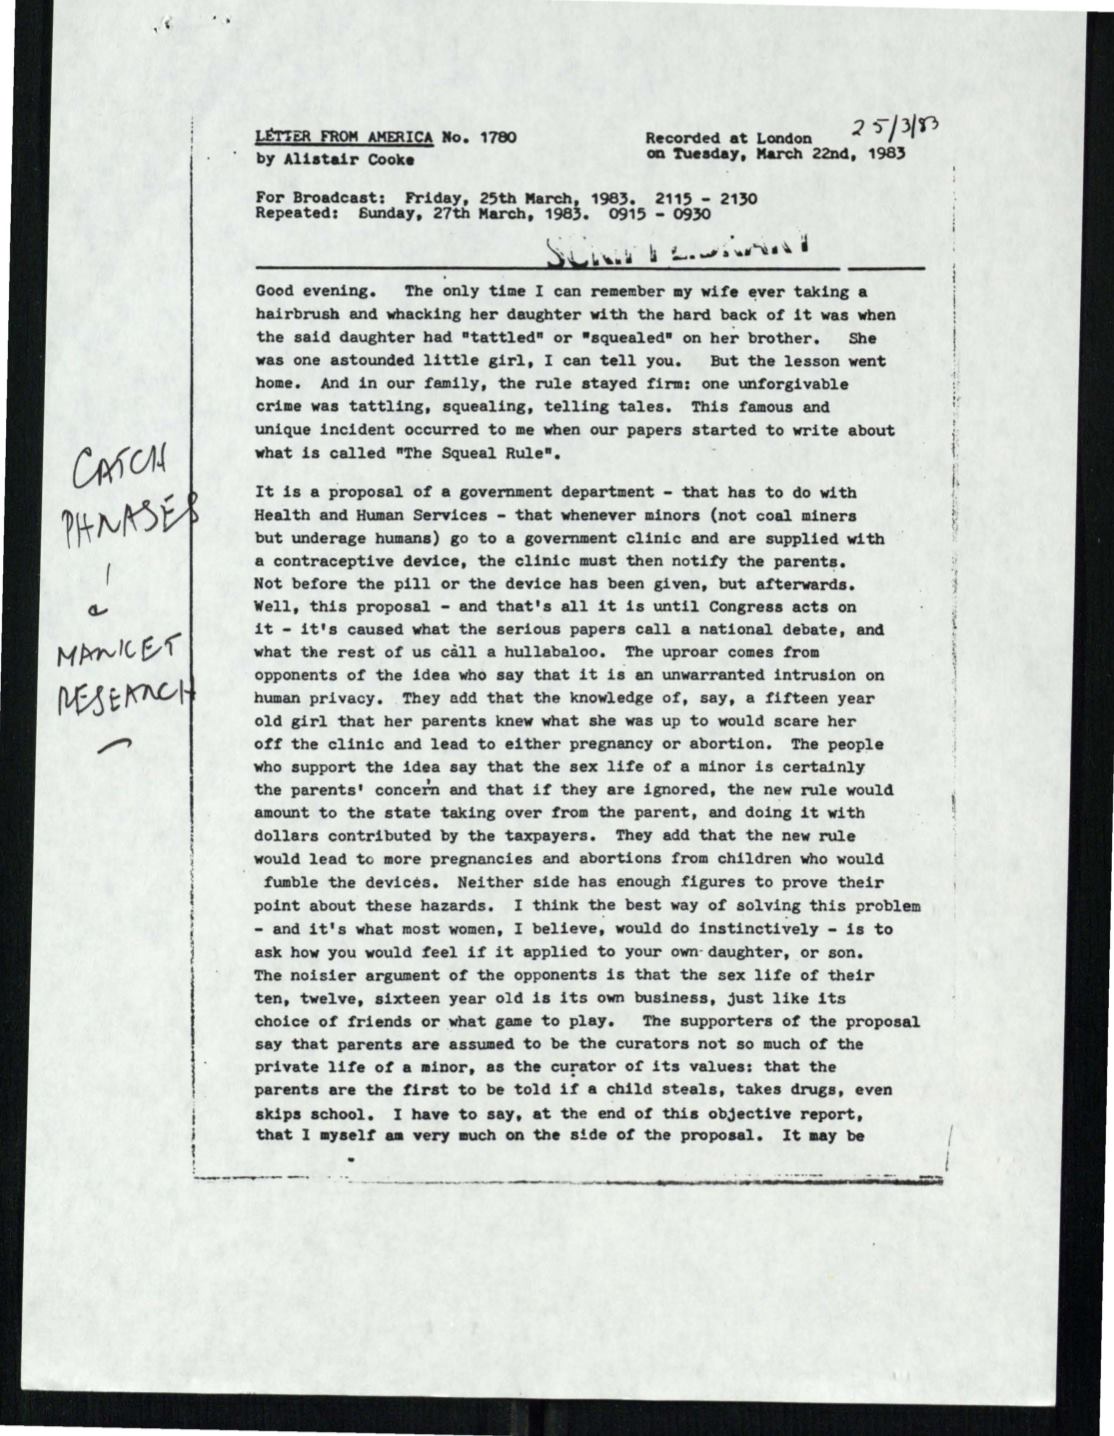 25/3/83
LETTER FROM AMERICA No. 1780
Recorded at London
by Alistair Cooke
on Tuesday, March 22nd, 1983
For Broadcast: Friday, 25th March, 1983. 2115 - 2130
Repeated: Sunday, 27th March, 1983. 0915 - 0930
Good evening. The only time I can remember my wife ever taking a
hairbrush and whacking her daughter with the hard back of it was when
the said daughter had "tattled" or "squealed" on her brother. She
was one astounded little girl, I can tell you. But the lesson went
home. And in our family, the rule stayed firm: one unforgivable
crime was tattling, squealing, telling tales. This famous and
unique incident occurred to me when our papers started to write about
what is called "The Squeal Rule".
CATCH
PHRASES
&
MARKET
RESEARCH
It is a proposal of a government department - that has to do with
Health and Human Services - that whenever minors (not coal miners
but underage humans) go to a government clinic and are supplied with
a contraceptive device, the clinic must then notify the parents.
Not before the pill or the device has been given, but afterwards.
Well, this proposal - and that's all it is until Congress acts on
it - it's caused what the serious papers call a national debate, and
what the rest of us call a hullabaloo. The uproar comes from
opponents of the idea who say that it is an unwarranted intrusion on
human privacy. They add that the knowledge of, say, a fifteen year
old girl that her parents knew what she was up to would scare her
off the clinic and lead to either pregnancy or abortion. The people
who support the idea say that the sex life of a minor is certainly
the parents' concern and that if they are ignored, the new rule would
amount to the state taking over from the parent, and doing it with
dollars contributed by the taxpayers. They add that the new rule
would lead to more pregnancies and abortions from children who would
fumble the devices. Neither side has enough figures to prove their
point about these hazards. I think the best way of solving this problem
- and it's what most women, I believe, would do instinctively - is to
ask how you would feel if it applied to your own daughter, or son.
The noisier argument of the opponents is that the sex life of their
ten, twelve, sixteen year old is its own business, just like its
choice of friends or what game to play. The supporters of the proposal
say that parents are assumed to be the curators not so much of the
private life of a minor, as the curator of its values: that the
parents are the first to be told if a child steals, takes drugs, even
skips school. I have to say, at the end of this objective report,
that I myself am very much on the side of the proposal. It may be